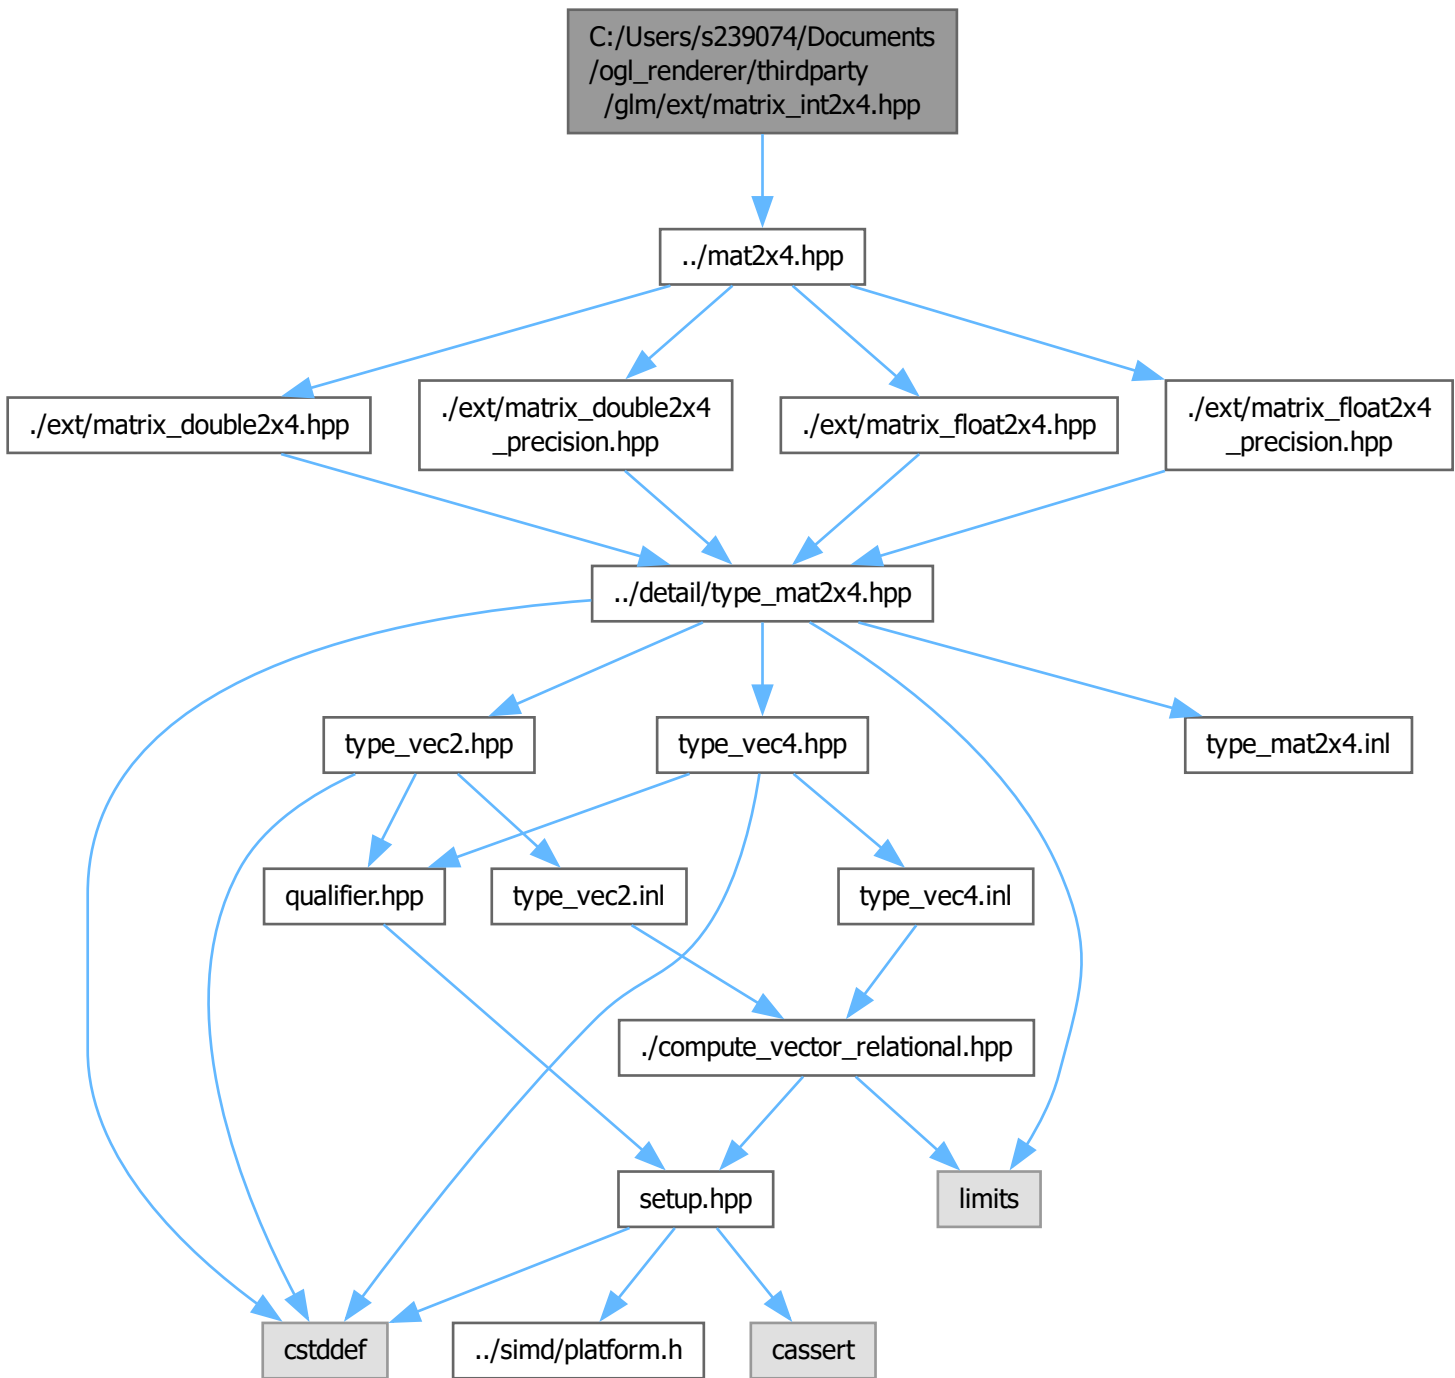 C:/Users/s239074/Documents
/ogl_renderer/thirdparty
/glm/ext/matrix_int2x4.hpp
../mat2x4.hpp
./ext/matrix_double2x4.hpp
./ext/matrix_double2x4
_precision.hpp
./ext/matrix_float2x4.hpp
./ext/matrix_float2x4
_precision.hpp
../detail/type_mat2x4.hpp
type_vec2.hpp
type_vec4.hpp
type_mat2x4.inl
qualifier.hpp
type_vec2.inl
type_vec4.inl
./compute_vector_relational.hpp
setup.hpp
limits
cstddef
../simd/platform.h
cassert